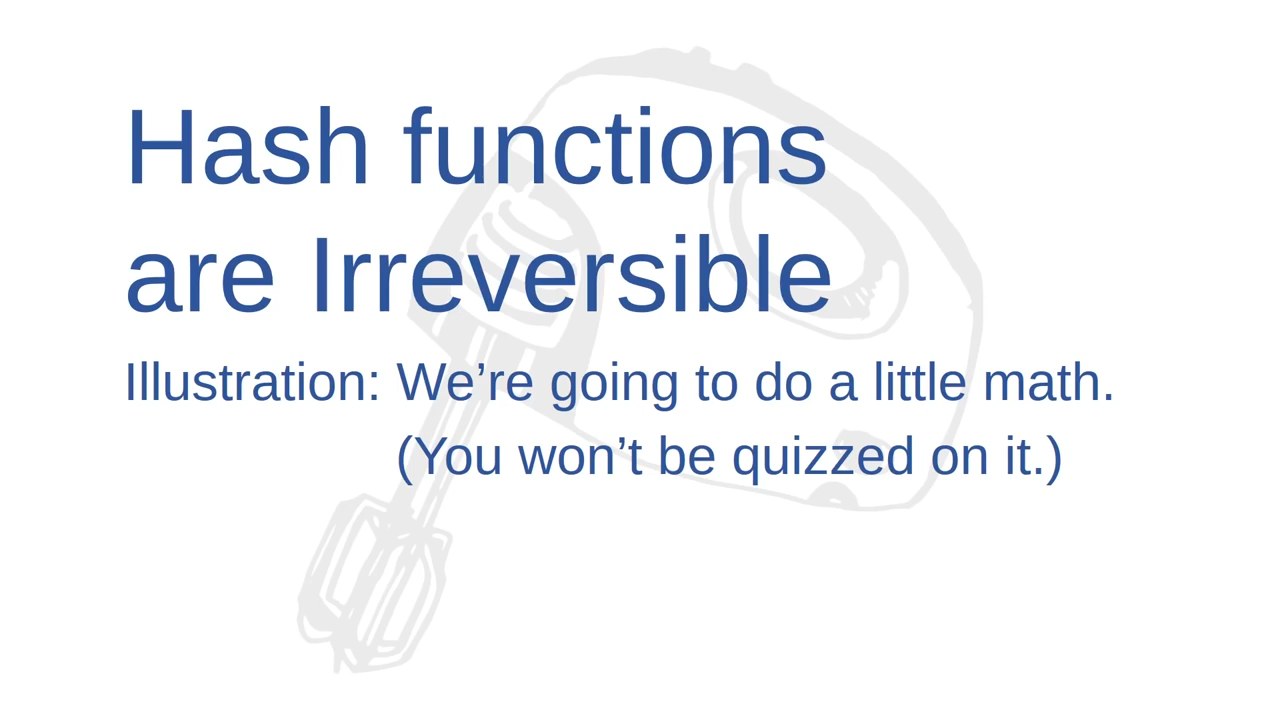 Hash functions
are Irreversible
Illustration: We’re going to do a little math.
(You won’t be quizzed on it.)